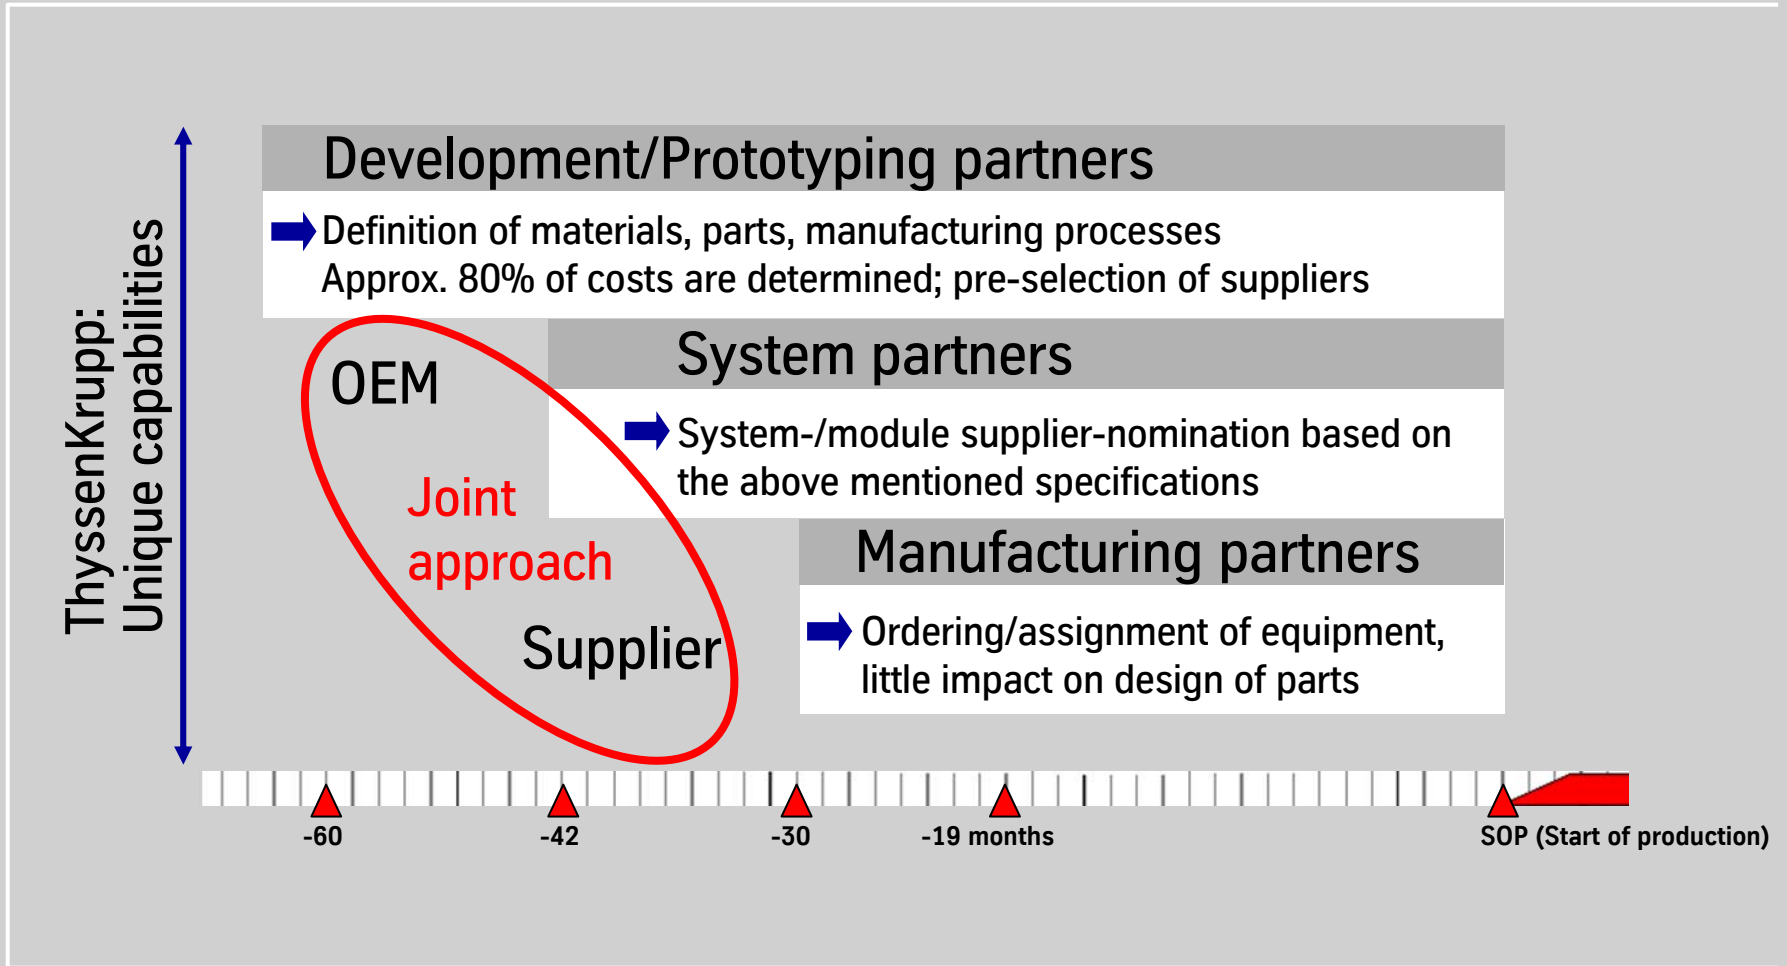 ThyssenKrupp:
Unique capabilities
Development/Prototyping partners
Definition of materials, parts, manufacturing processes
Approx. 80% of costs are determined; pre-selection of suppliers
OEM
Joint
approach
Supplier
System partners
System-/module supplier-nomination based on
the above mentioned specifications
Manufacturing partners
Ordering/assignment of equipment,
little impact on design of parts
-60
-42
-30
-19 months
SOP (Start of production)